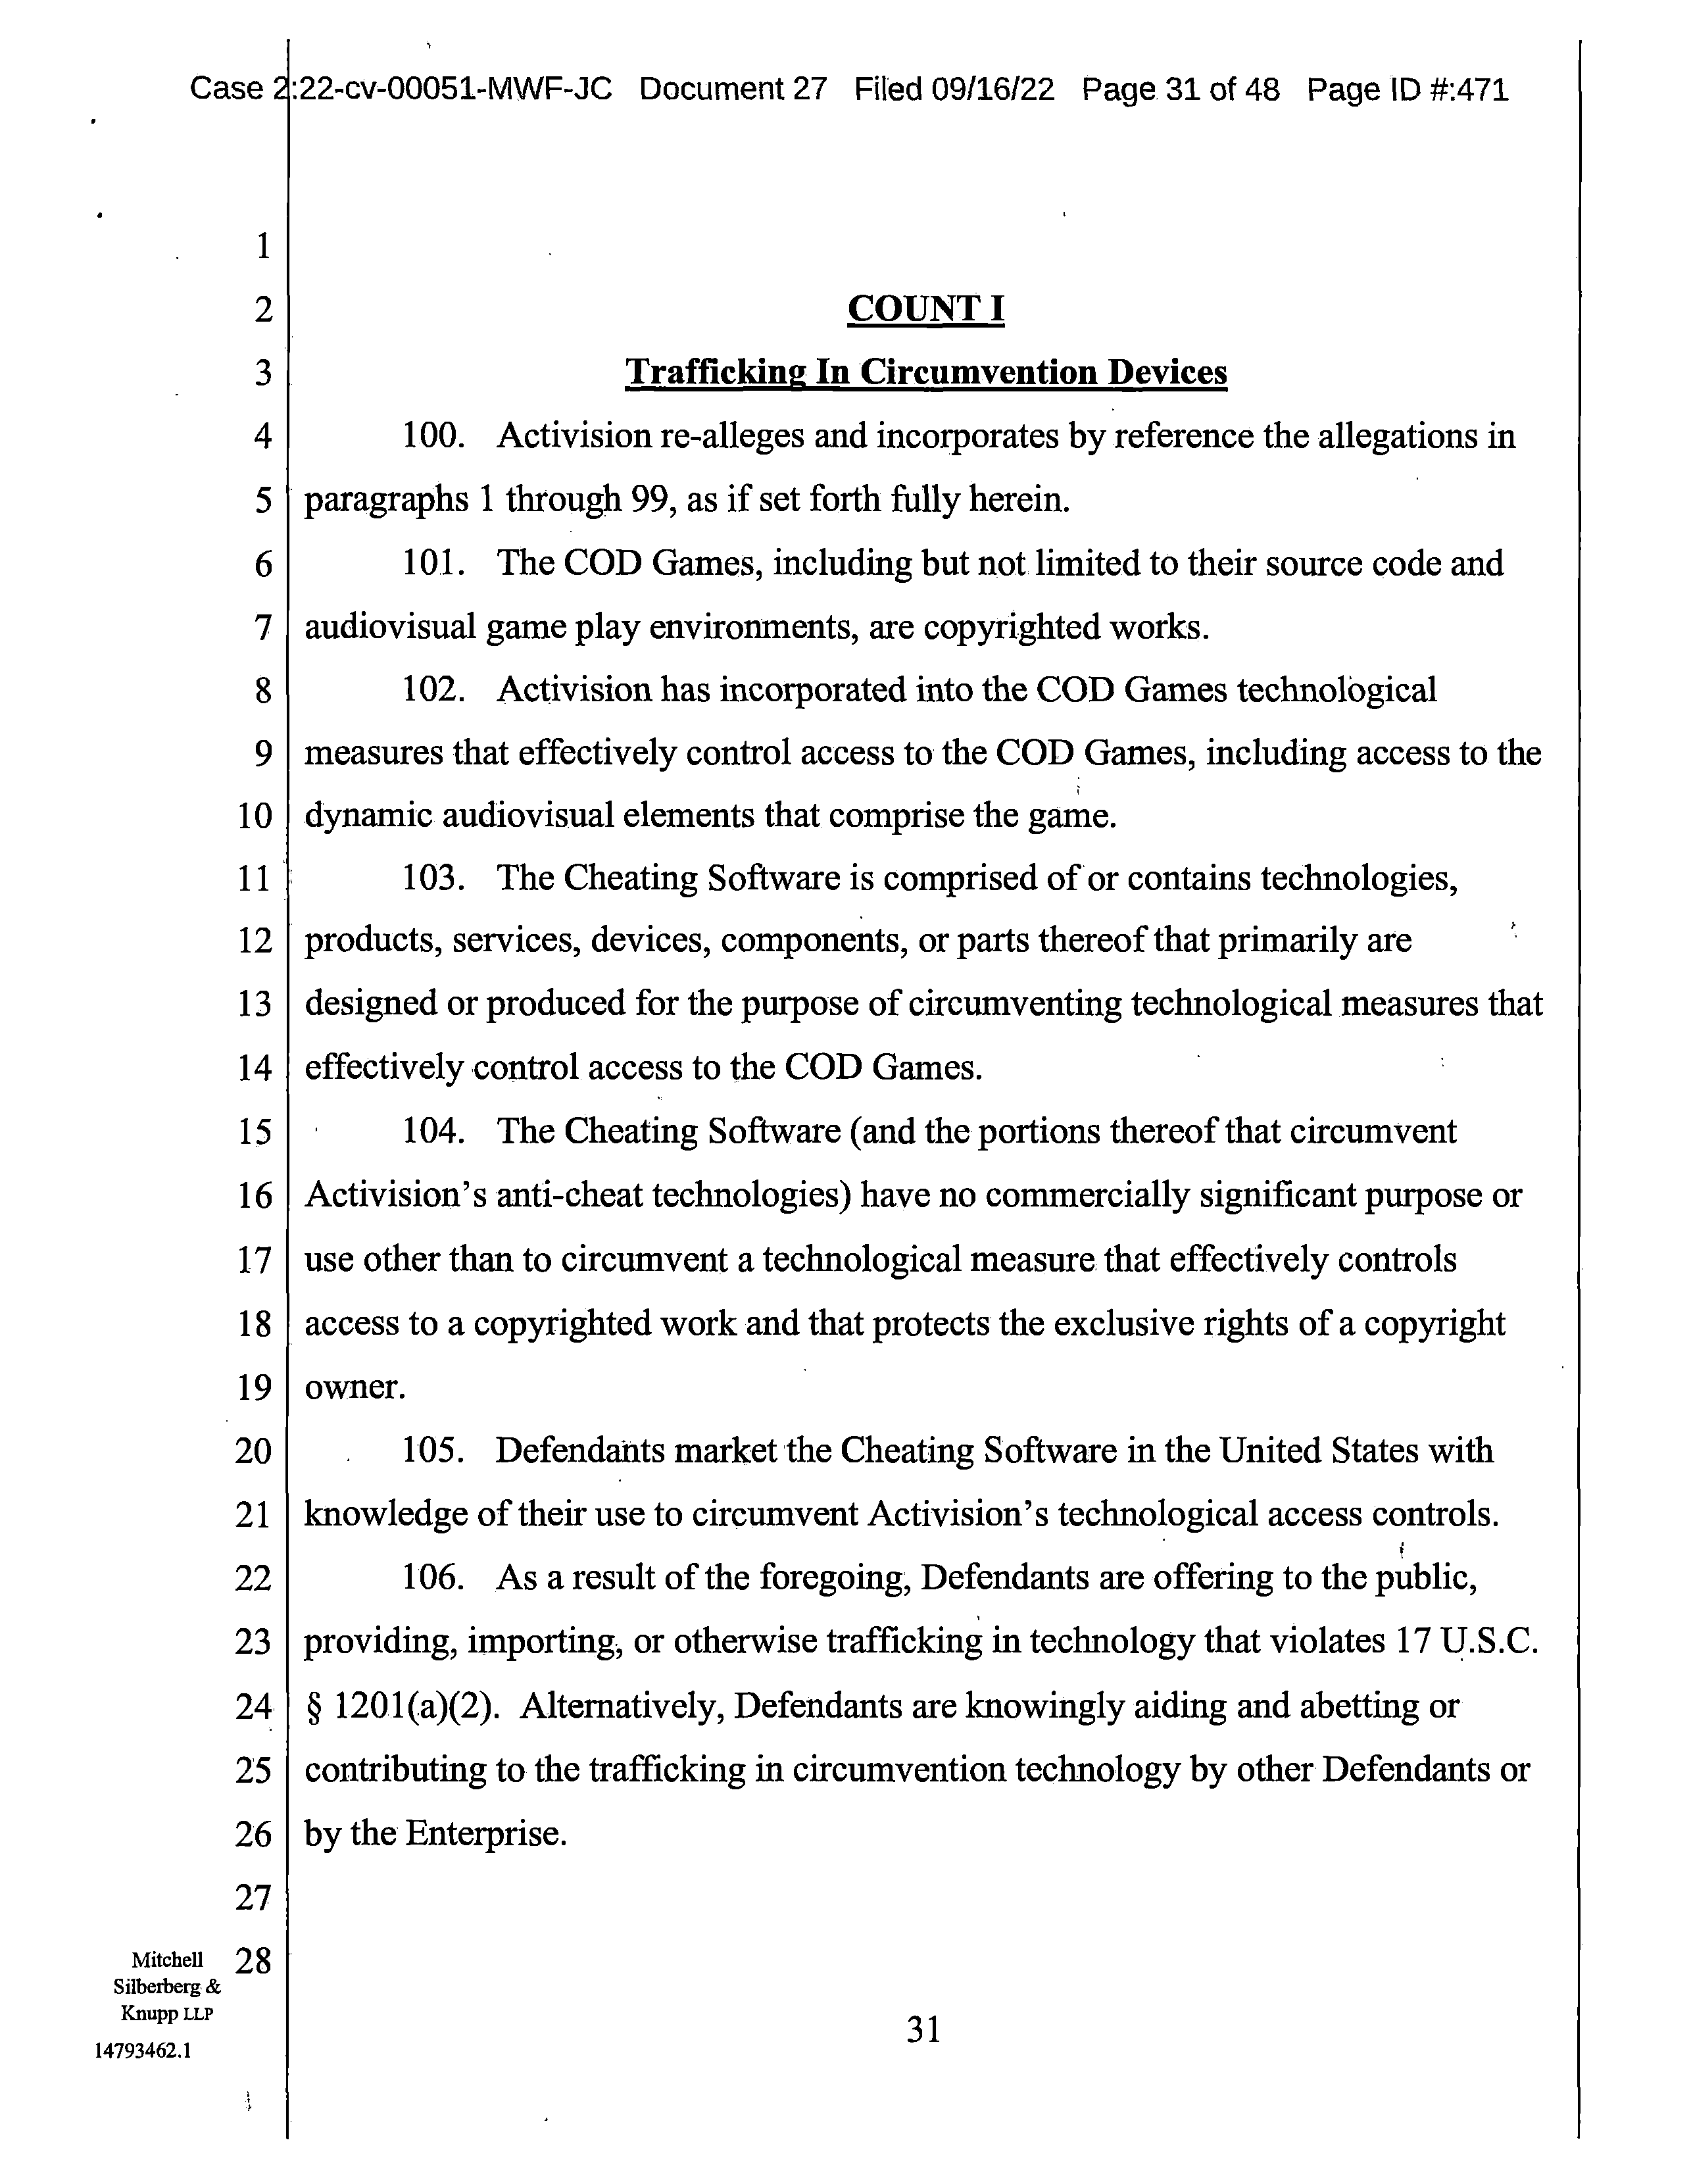 Case 2:22-cv-00051-MWF-JC Document 27 Filed 09/16/22 Page 31 of 48 Page ID #:471
1
2 COUNT I
3 Trafficking In Circumvention Devices
4 100. Activision re-alleges and incorporates by reference the allegations in
5 paragraphs 1 through 99, as if set forth fully herein.
6 101. The COD Games, including but not limited to their source code and
7 audiovisual game play environments, are copyrighted works.
8 102. Activision has incorporated into the COD Games technological
9 measures that effectively control access to the COD Games, including access to the
10 dynamic audiovisual elements that comprise the game.
11 103. The Cheating Software is comprised of or contains technologies,
12 products, services, devices, components, or parts thereof that primarily are
13 designed or produced for the purpose of circumventing technological measures that
14 effectively control access to the COD Games.
15 104. The Cheating Software (and the portions thereof that circumvent
16 Activision's anti-cheat technologies) have no commercially significant purpose or
17 use other than to circumvent a technological measure that effectively controls
18 access to a copyrighted work and that protects the exclusive rights of a copyright
19 owner.
20 105. Defendants market the Cheating Software in the United States with
21 knowledge of their use to circumvent Activision's technological access controls.
22 106. As a result of the foregoing, Defendants are offering to the public,
23 providing, importing, or otherwise trafficking in technology that violates 17 U.S.C.
24 § 1201(a)(2). Alternatively, Defendants are knowingly aiding and abetting or
25 contributing to the trafficking in circumvention technology by other Defendants or
26 by the Enterprise.
27
28
Mitchell
Silberberg &
Knupp LLP
14793462.1
31